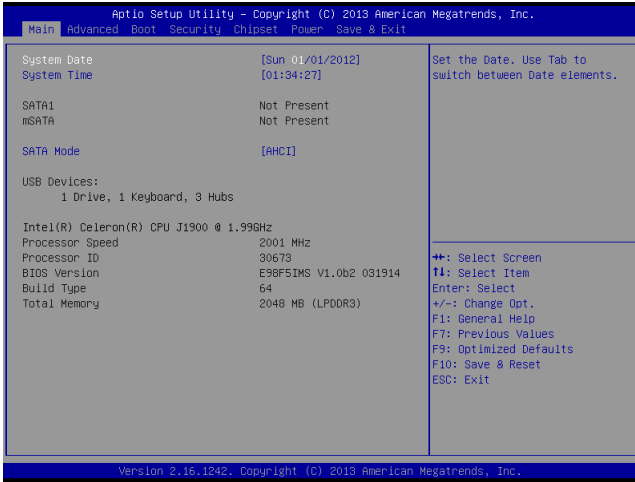 Aptio Setup Utility – Copyright (C) 2013 American Megatrends, Inc.
Main Advanced Boot Security Chipset Power Save & Exit
System Date [Sun 01/01/2012]
System Time [01:34:27]
SATA1 Not Present
mSATA Not Present
SATA Mode [AHCI]
USB Devices:
1 Drive, 1 Keyboard, 3 Hubs
Intel(R) Celeron(R) CPU J1900 @ 1.99GHz
Processor Speed 2001 MHz
Processor ID 30673
BIOS Version E98F5IMS V1.0b2 031914
Build Type 64
Total Memory 2048 MB (LPDDR3)
Set the Date. Use Tab to
switch between Date elements.
→←: Select Screen
↑↓: Select Item
Enter: Select
+/-: Change Opt.
F1: General Help
F7: Previous Values
F9: Optimized Defaults
F10: Save & Reset
ESC: Exit
Version 2.16.1242. Copyright (C) 2013 American Megatrends, Inc.